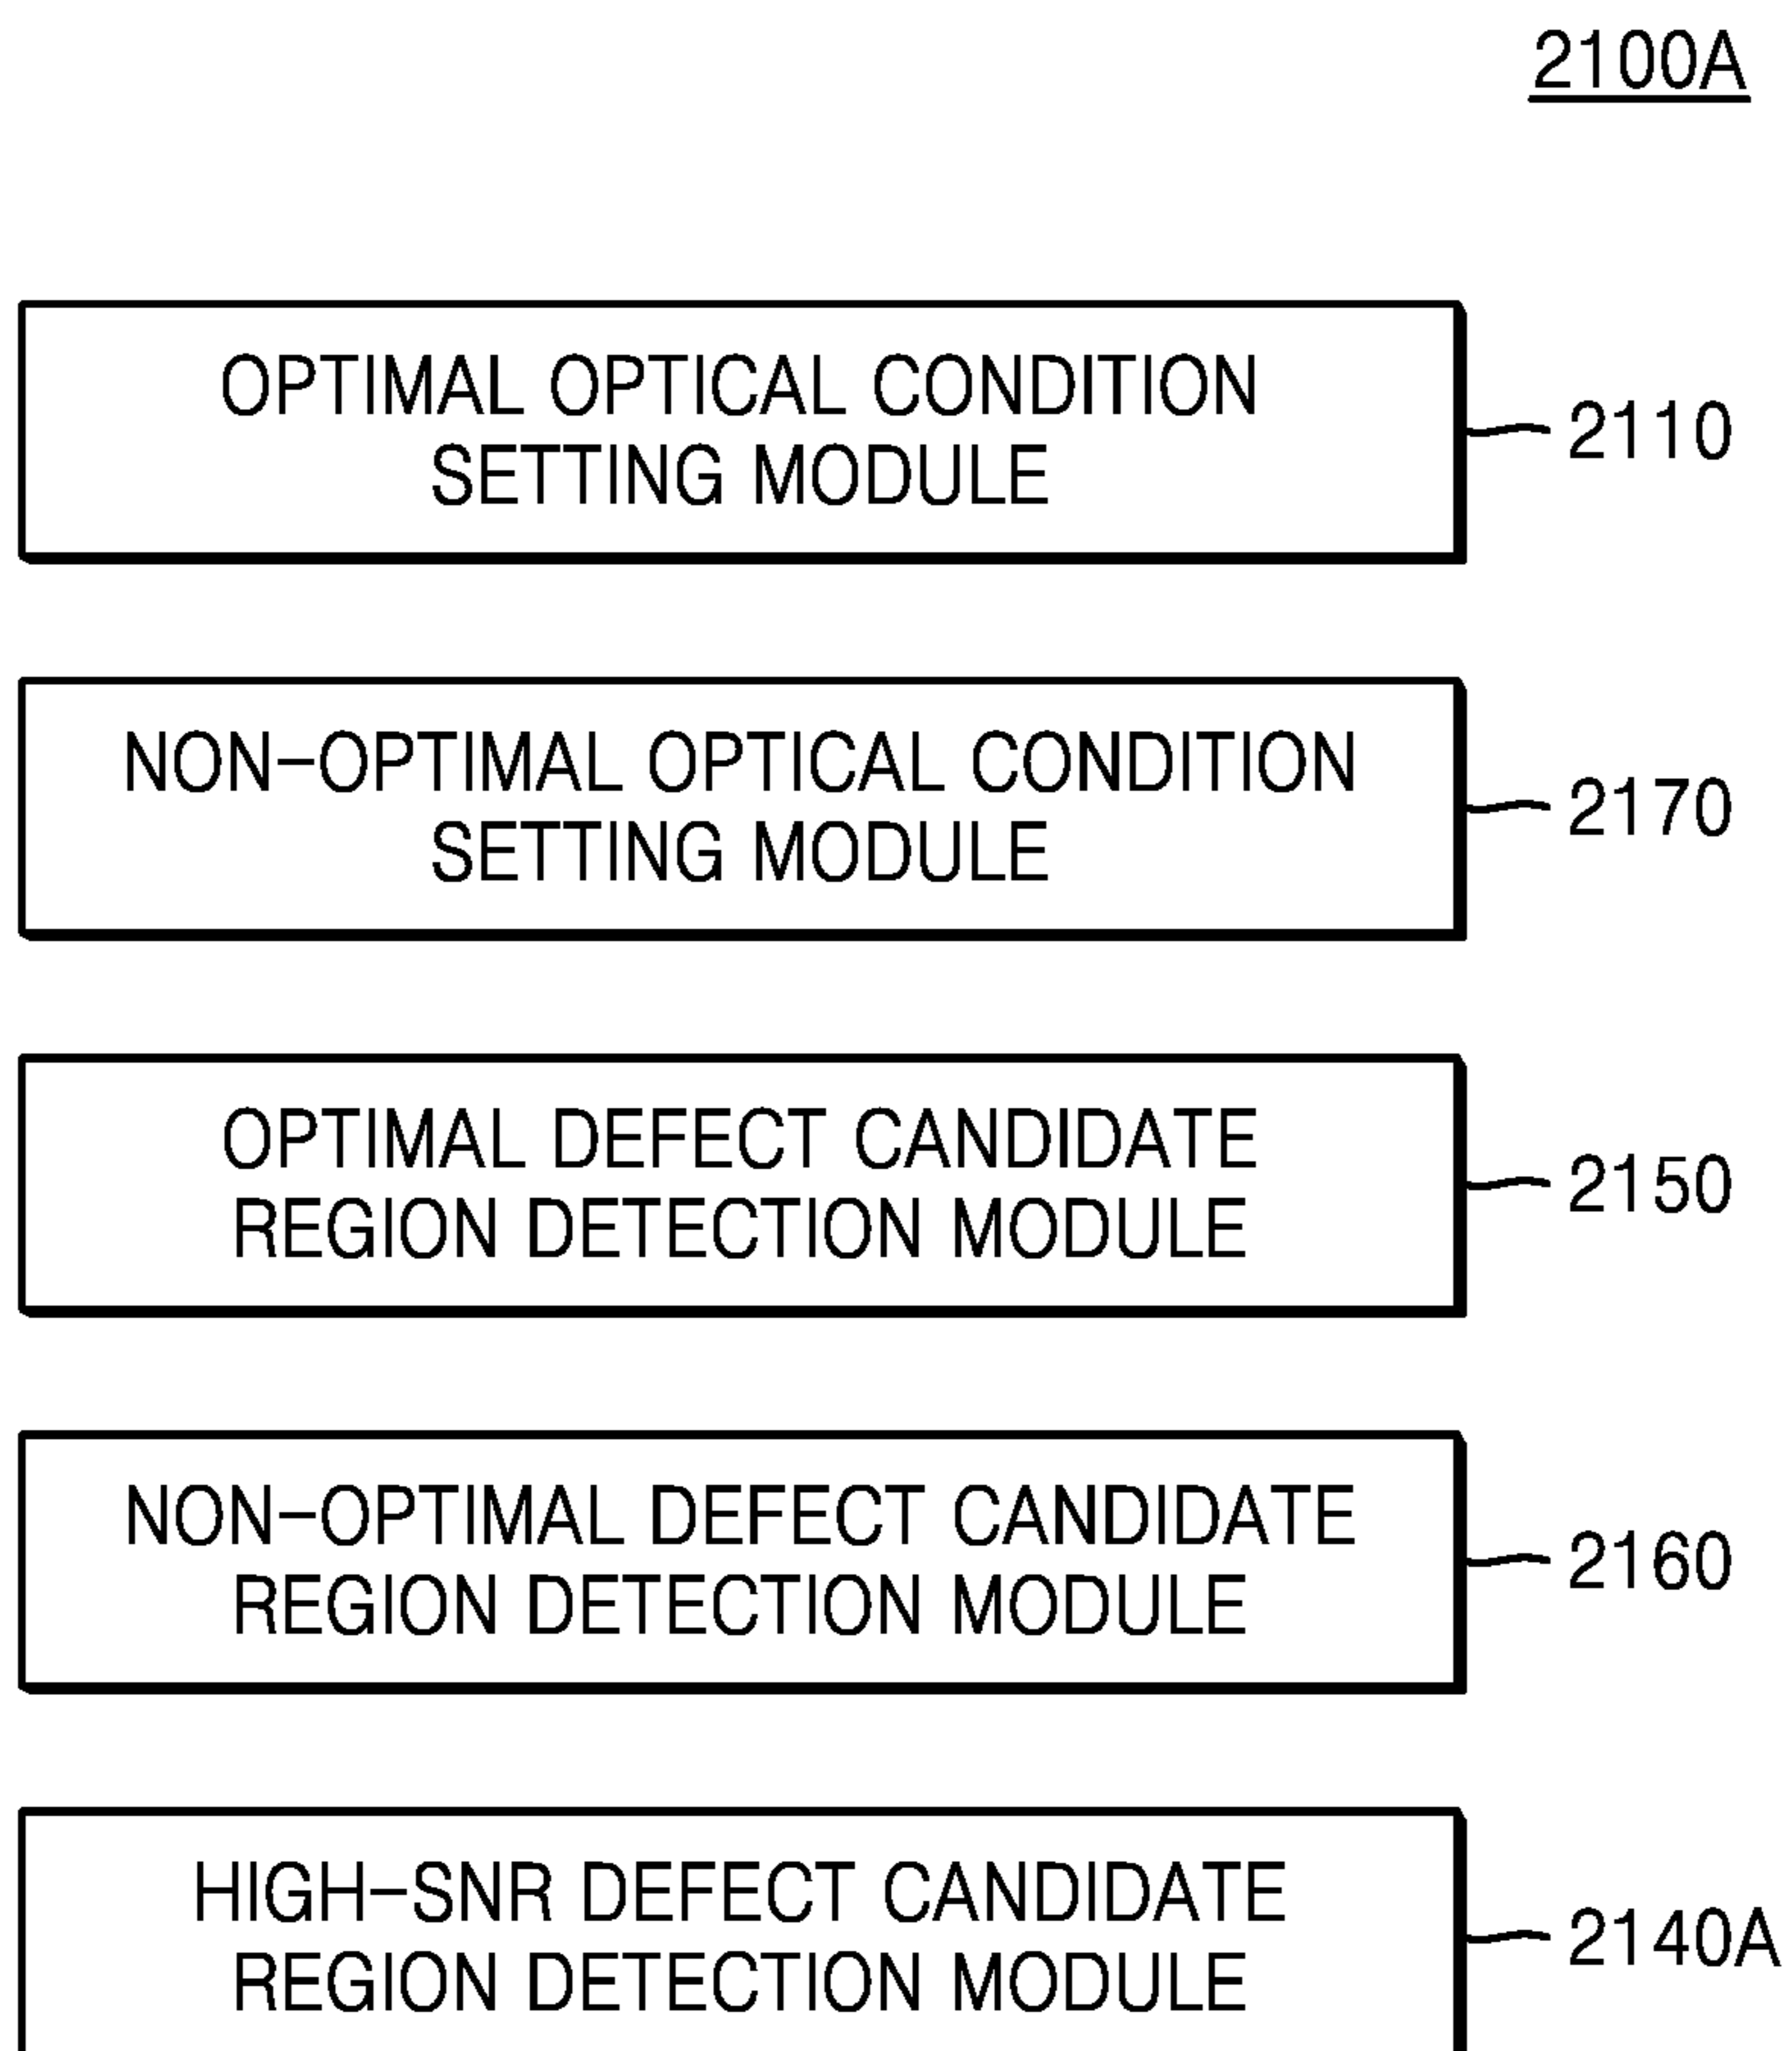 2100A
OPTIMAL OPTICAL CONDITION
SETTING MODULE
2110
NON-OPTIMAL OPTICAL CONDITION
SETTING MODULE
2170
OPTIMAL DEFECT CANDIDATE
REGION DETECTION MODULE
2150
NON-OPTIMAL DEFECT CANDIDATE
REGION DETECTION MODULE
2160
HIGH-SNR DEFECT CANDIDATE
REGION DETECTION MODULE
2140A